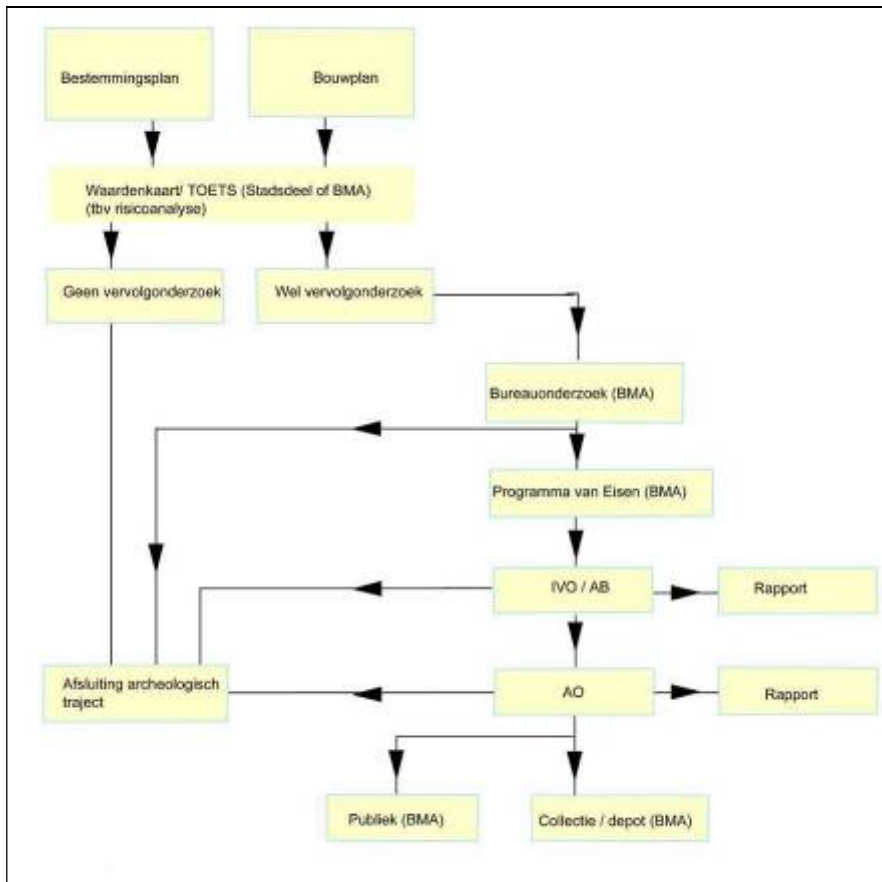 Bestemmingsplan
Bouwplan
Waardenkaart/ TOETS (Stadsdeel of BMA)
(tbv risicoanalyse)
Geen vervolgonderzoek
Wel vervolgonderzoek
Bureauonderzoek (BMA)
Programma van Eisen (BMA)
IVO / AB
Rapport
Afsluiting archeologisch
traject
AO
Rapport
Publiek (BMA)
Collectie / depot (BMA)